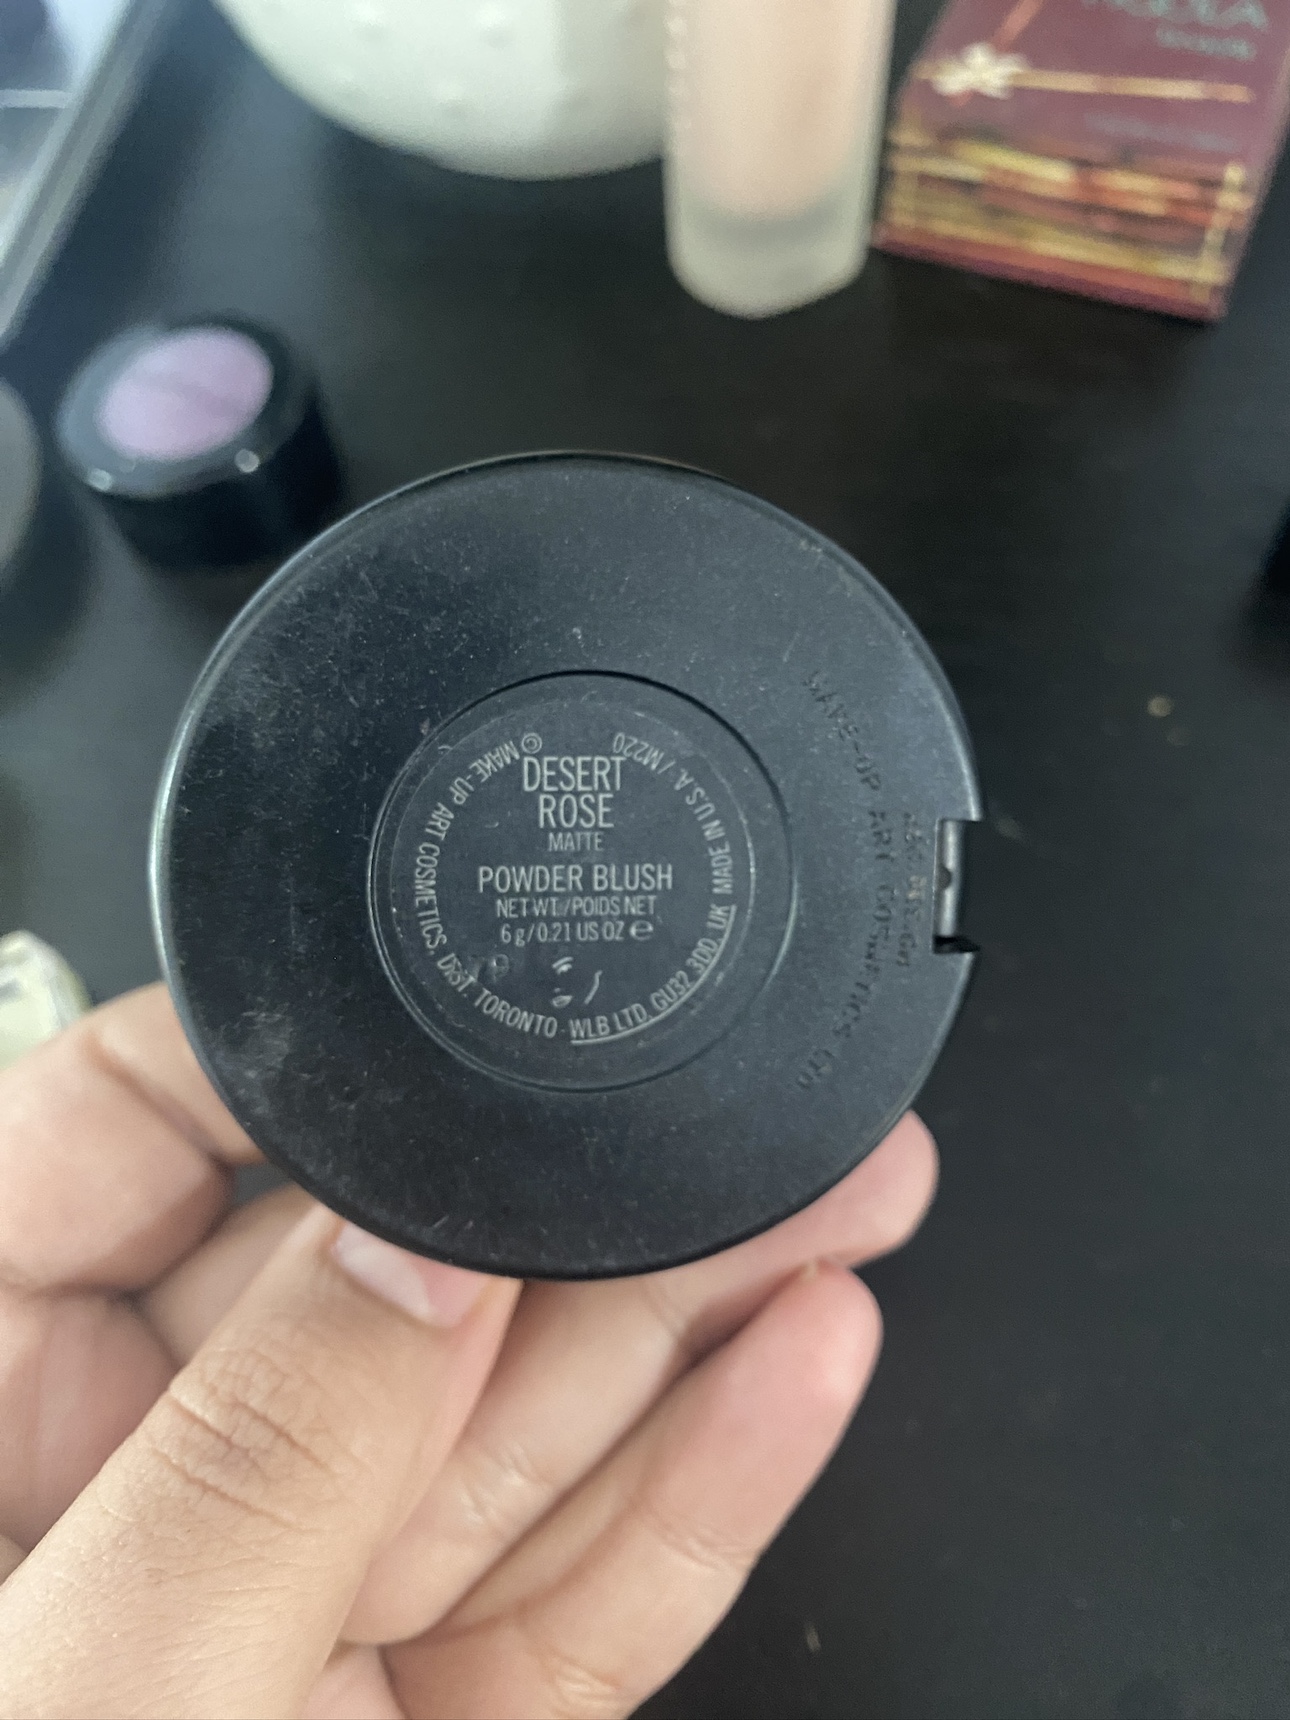 DESERT
ROSE
MATTE
POWDER BLUSH
NET WT./POIDS NET
6 g/0.21 US OZ e
© MAKE-UP ART COSMETICS, DIST. TORONTO · WLB LTD. GU32 3DD, UK MADE IN U.S.A. / M220
MAKE-UP ART COSMETICS LTD.